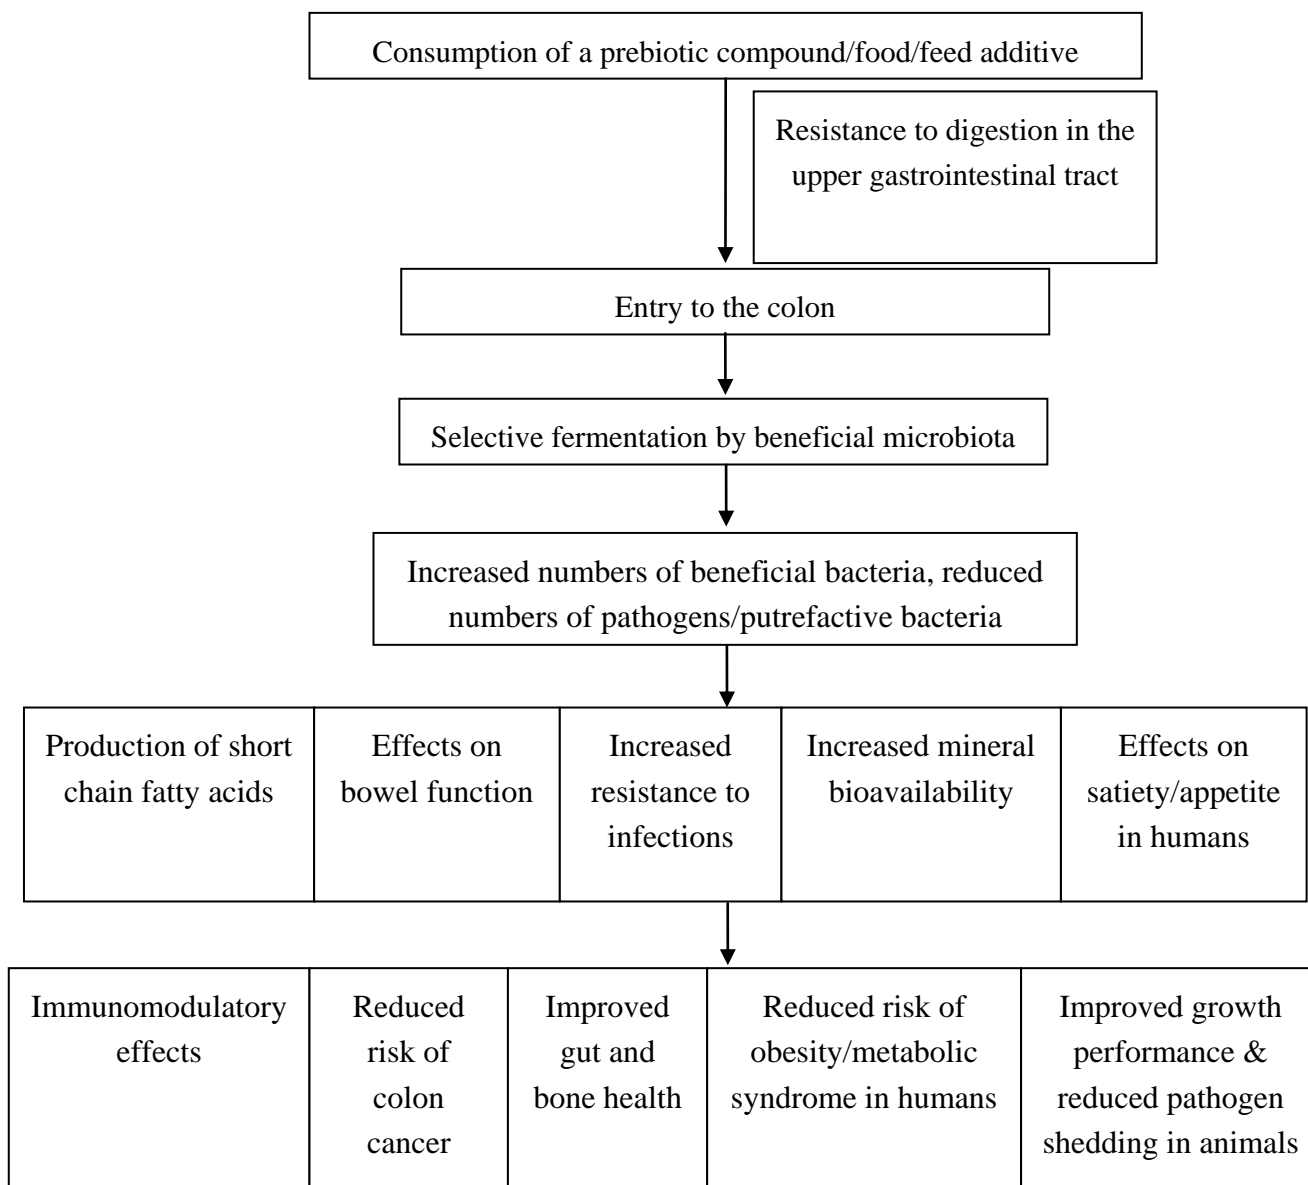 Consumption of a prebiotic compound/food/feed additive
Resistance to digestion in the
upper gastrointestinal tract
Entry to the colon
Selective fermentation by beneficial microbiota
Increased numbers of beneficial bacteria, reduced
numbers of pathogens/putrefactive bacteria
Production of short
chain fatty acids
Effects on
bowel function
Increased
resistance to
infections
Increased mineral
bioavailability
Effects on
satiety/appetite
in humans
Immunomodulatory
effects
Reduced
risk of
colon
cancer
Improved
gut and
bone health
Reduced risk of
obesity/metabolic
syndrome in humans
Improved growth
performance &
reduced pathogen
shedding in animals